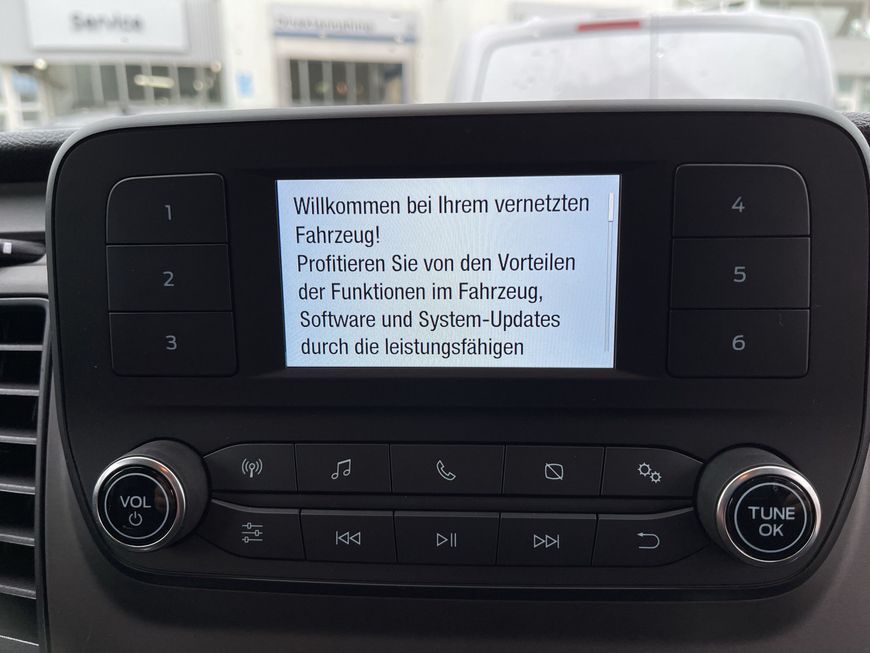 Service
1
2
3
Willkommen bei Ihrem vernetzten
Fahrzeug!
Profitieren Sie von den Vorteilen
der Funktionen im Fahrzeug,
Software und System-Updates
durch die leistungsfähigen
4
5
6
VOL
TUNE
OK